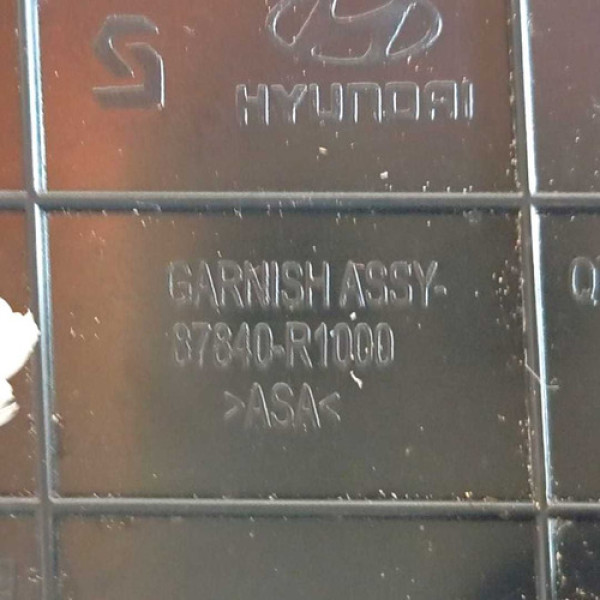 HYUNDAI
GARNISH ASSY-
87840-R1000
>ASA<